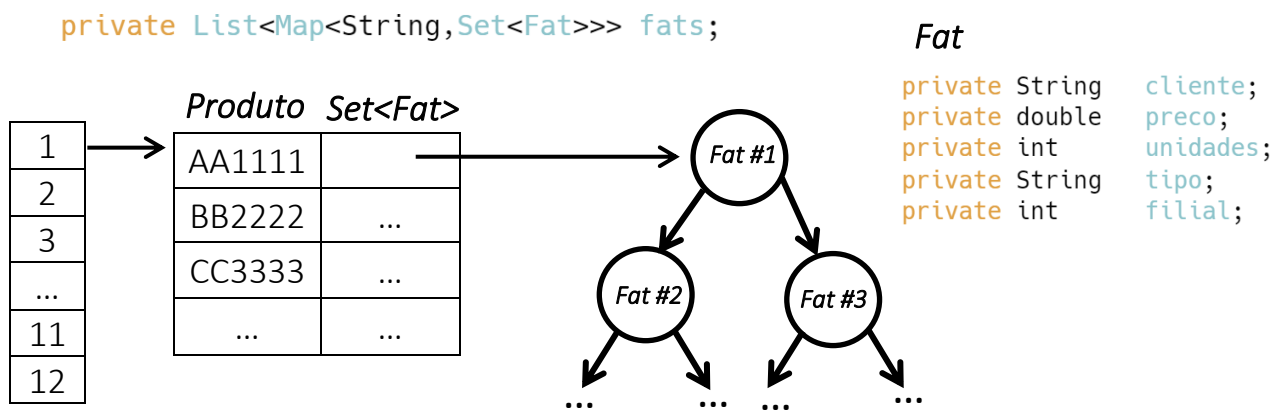 private List<Map<String,Set<Fat>>> fats;
Fat
private String cliente;
private double preco;
private int unidades;
private String tipo;
private int filial;
Produto Set<Fat>
1
2
3
...
11
12
AA1111
BB2222 ...
CC3333 ...
... ...
Fat #1
Fat #2
Fat #3
... ... ... ...